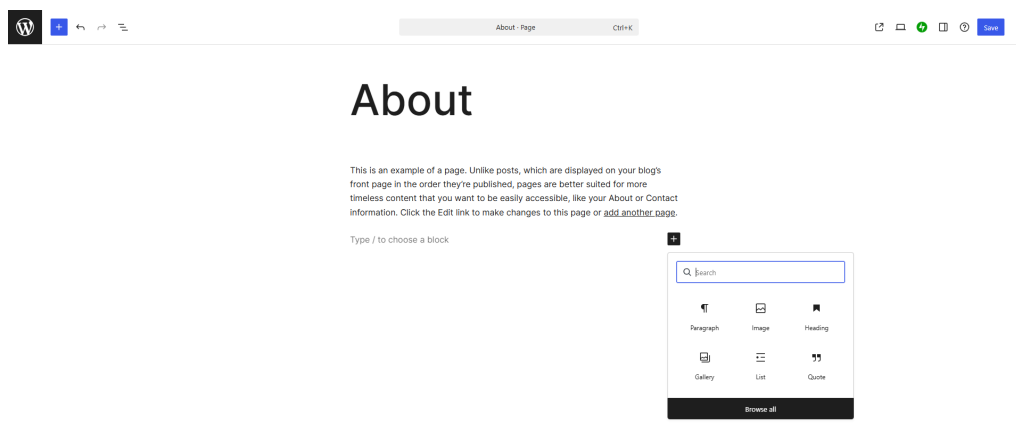 About · Page
Ctrl+K
Save
About
This is an example of a page. Unlike posts, which are displayed on your blog's
front page in the order they're published, pages are better suited for more
timeless content that you want to be easily accessible, like your About or Contact
information. Click the Edit link to make changes to this page or add another page.
Type / to choose a block
Search
Paragraph
Image
Heading
Gallery
List
Quote
Browse all